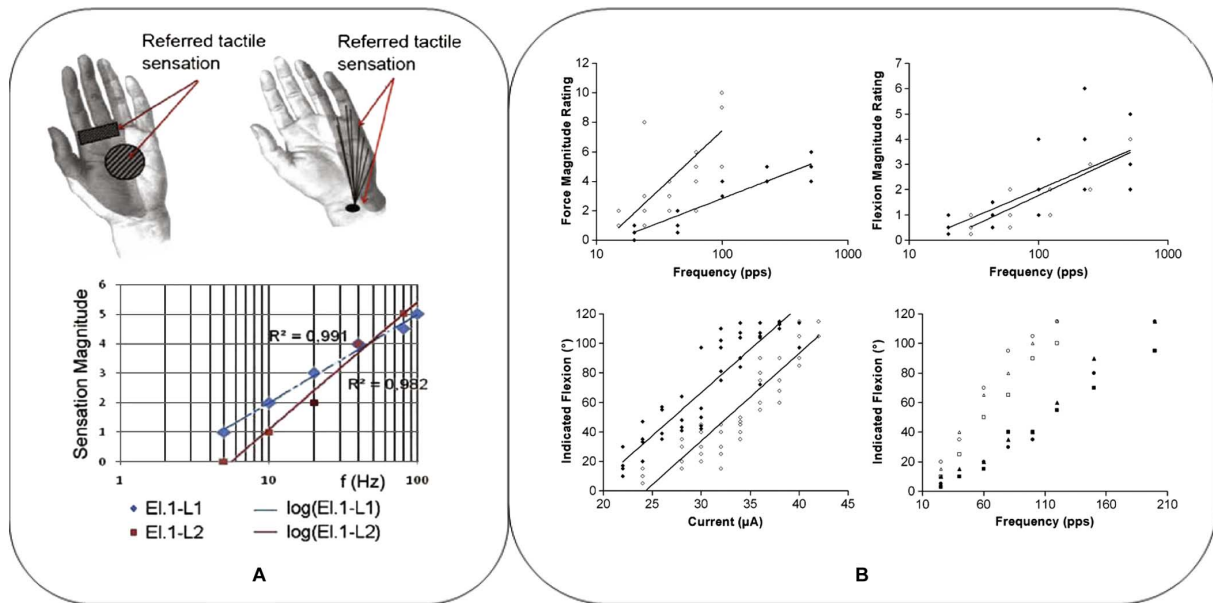 Referred tactile
sensation
Referred tactile
sensation
Sensation Magnitude
6
5
4
3
2
1
0
R² = 0,991
R² = 0,982
1
10
f (Hz)
100
El.1-L1
log(El.1-L1)
El.1-L2
log(El.1-L2)
A
Force Magnitude Rating
12
10
8
6
4
2
0
10
100
1000
Frequency (pps)
Flexion Magnitude Rating
7
6
5
4
3
2
1
0
10
100
1000
Frequency (pps)
Indicated Flexion (°)
120
100
80
60
40
20
0
20
25
30
35
40
45
Current (µA)
Indicated Flexion (°)
120
100
80
60
40
20
0
10
60
110
160
210
Frequency (pps)
B